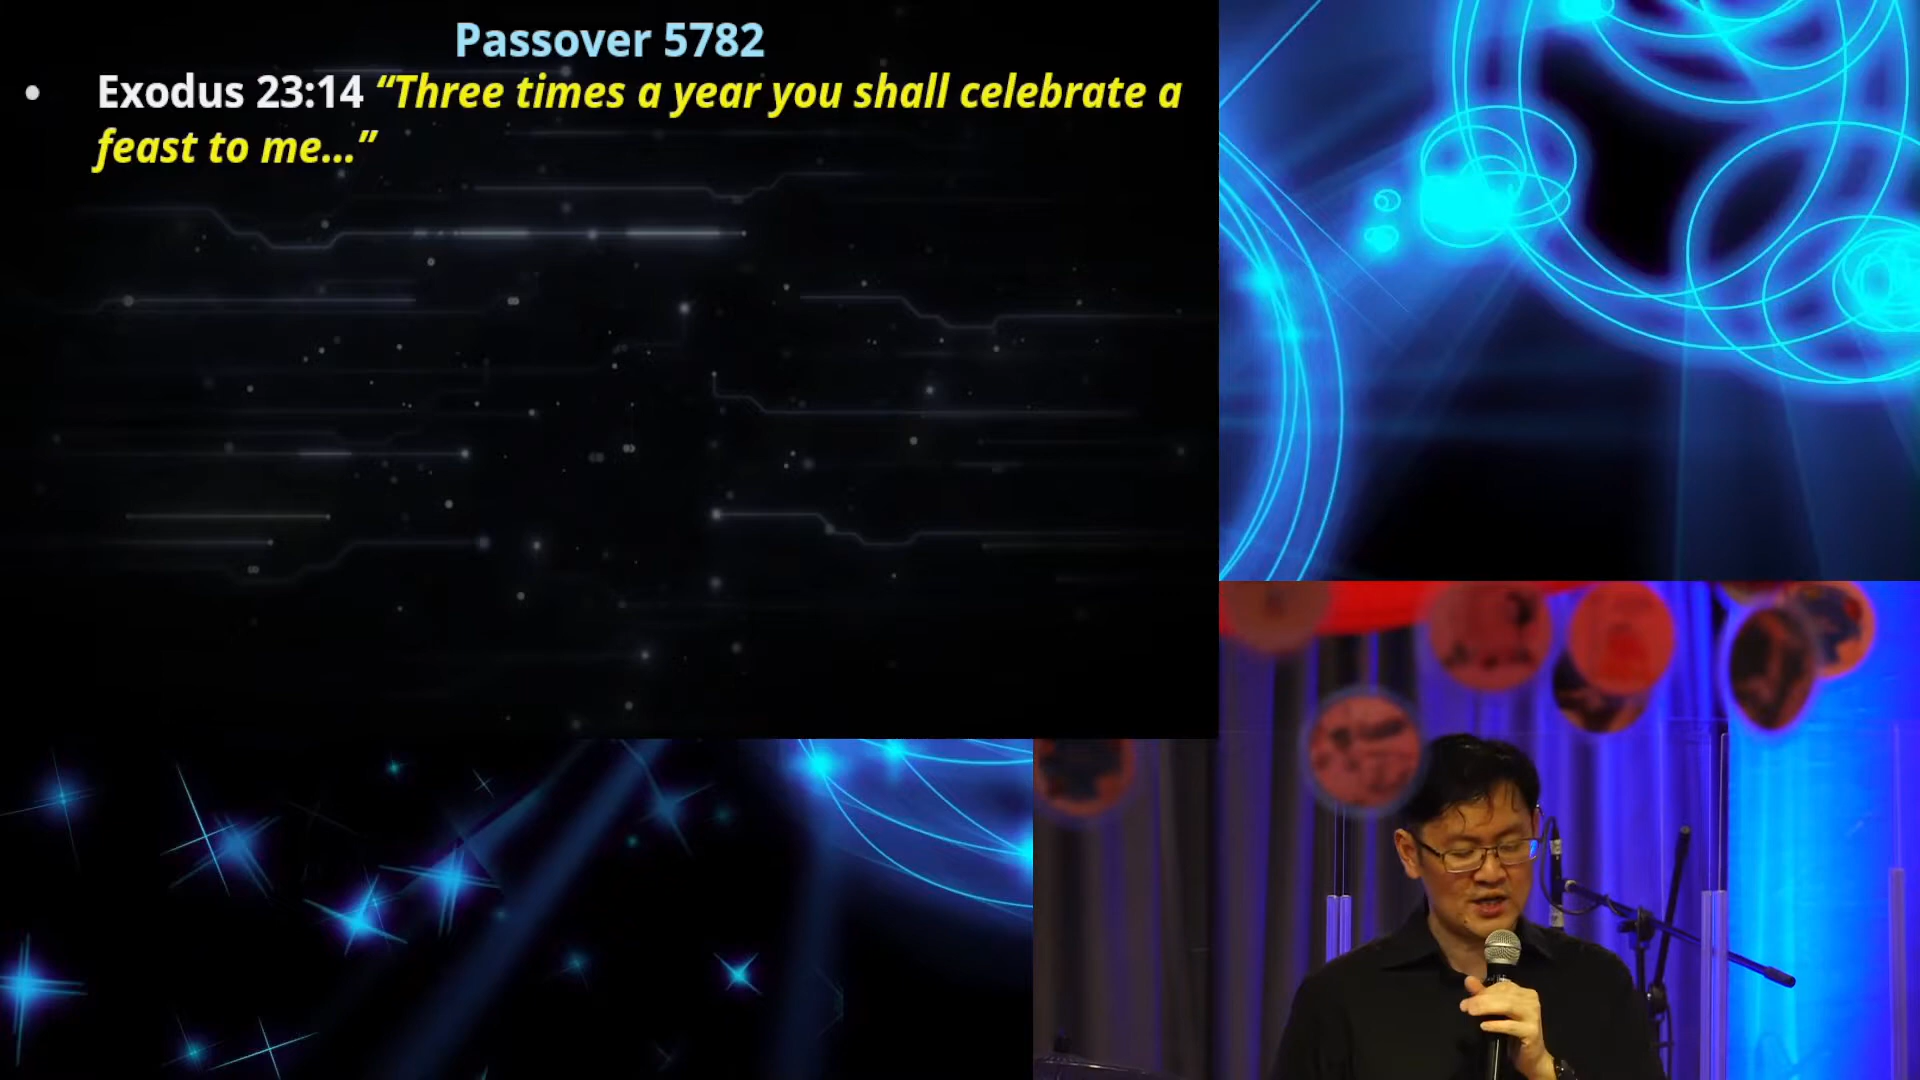 Passover 5782
• Exodus 23:14 “Three times a year you shall celebrate a
feast to me...”